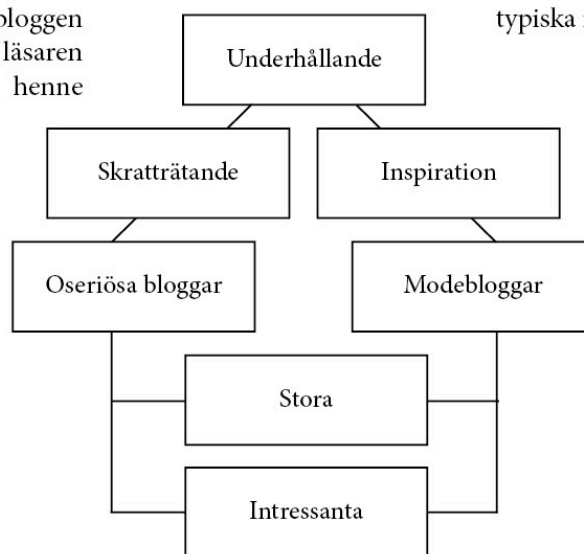 bloggen
läsaren
henne
typiska
Underhållande
Skratträtande
Inspiration
Oseriösa bloggar
Modebloggar
Stora
Intressanta